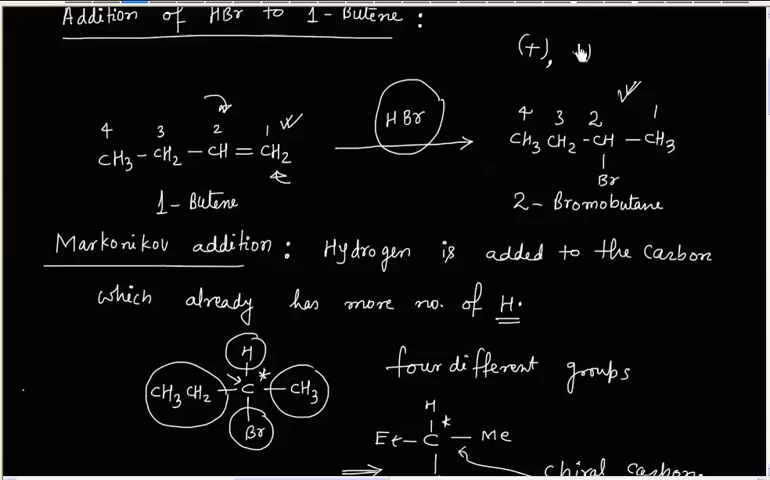 Addition of HBr to 1-Butene :
(+),
4 3 2 1
CH3-CH2-CH=CH2
HBr
4 3 2 1
CH3 CH2-CH-CH3
Br
1-Butene
2-Bromobutane
Markonikov addition : Hydrogen is added to the carbon
which already has more no. of H.
H
CH3CH2-C*-CH3
Br
four different groups
H
Et-C*-Me
chiral carbon.